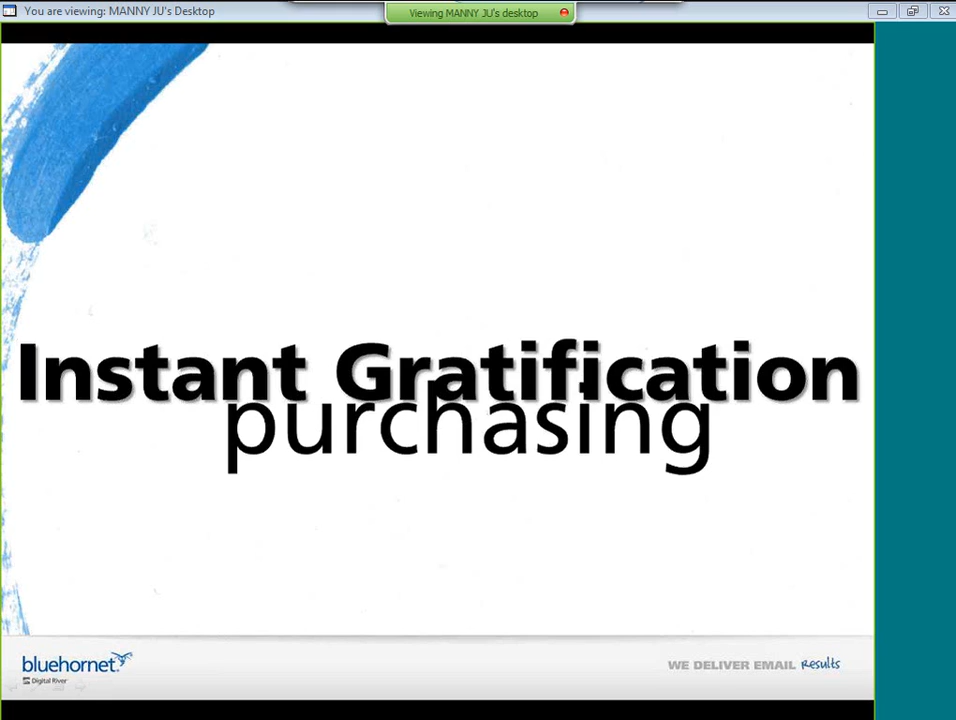 You are viewing: MANNY JU's Desktop
Viewing MANNY JU's desktop
Instant Gratification
purchasing
bluehornet
Digital River
WE DELIVER EMAIL Results